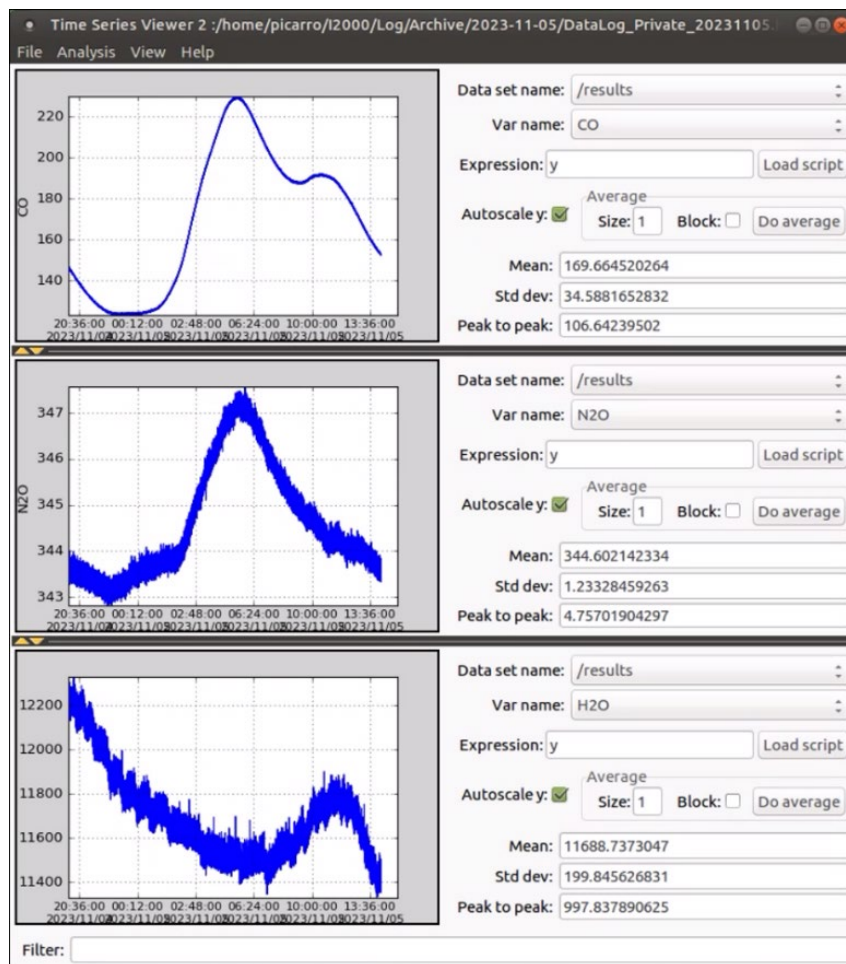 Time Series Viewer 2 :/home/picarro/I2000/Log/Archive/2023-11-05/DataLog_Private_20231105.
File Analysis View Help
220
200
180
160
140
CO
20:36:00 00:12:00 02:48:00 06:24:00 10:00:00 13:36:00
Data set name: /results
Var name: CO
Expression: y Load script
Average
Autoscale y: Size: 1 Block: Do average
Mean: 169.664520264
Std dev: 34.5881652832
Peak to peak: 106.64239502
347
346
345
344
343
N2O
20:36:00 00:12:00 02:48:00 06:24:00 10:00:00 13:36:00
Data set name: /results
Var name: N2O
Expression: y Load script
Average
Autoscale y: Size: 1 Block: Do average
Mean: 344.602142334
Std dev: 1.23328459263
Peak to peak: 4.75701904297
12200
12000
11800
11600
11400
20:36:00 00:12:00 02:48:00 06:24:00 10:00:00 13:36:00
Data set name: /results
Var name: H2O
Expression: y Load script
Average
Autoscale y: Size: 1 Block: Do average
Mean: 11688.7373047
Std dev: 199.845626831
Peak to peak: 997.837890625
Filter: